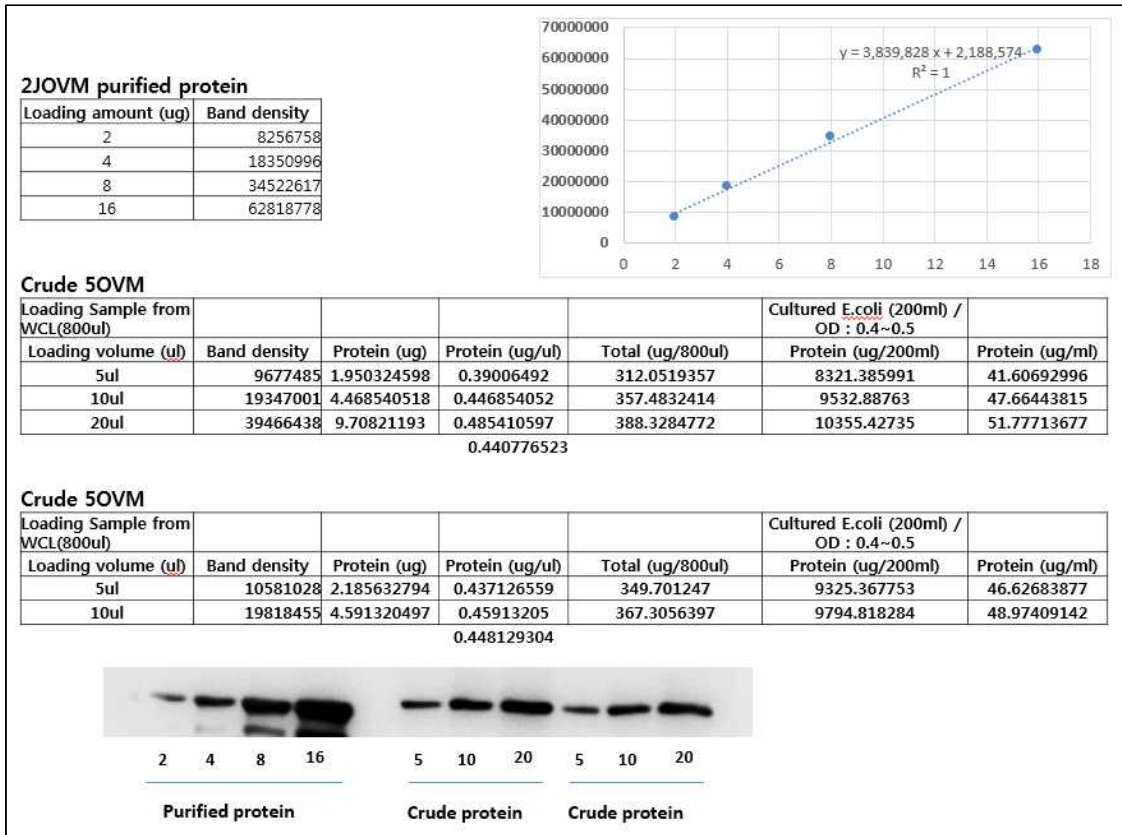 2JOVM purified protein
Loading amount (ug) Band density
2 8256758
4 18350996
8 34522617
16 62818778
70000000
60000000
50000000
40000000
30000000
20000000
10000000
0
y = 3,839,828 x + 2,188,574
R² = 1
0 2 4 6 8 10 12 14 16 18
Crude 5OVM
Loading Sample from
WCL(800ul)
Cultured E.coli (200ml) /
OD : 0.4~0.5
Loading volume (ul) Band density Protein (ug) Protein (ug/ul) Total (ug/800ul) Protein (ug/200ml) Protein (ug/ml)
5ul 9677485 1.950324598 0.39006492 312.0519357 8321.385991 41.60692996
10ul 19347001 4.468540518 0.446854052 357.4832414 9532.88763 47.66443815
20ul 39466438 9.70821193 0.485410597 388.3284772 10355.42735 51.77713677
0.440776523
Crude 5OVM
Loading Sample from
WCL(800ul)
Cultured E.coli (200ml) /
OD : 0.4~0.5
Loading volume (ul) Band density Protein (ug) Protein (ug/ul) Total (ug/800ul) Protein (ug/200ml) Protein (ug/ml)
5ul 10581028 2.185632794 0.437126559 349.701247 9325.367753 46.62683877
10ul 19818455 4.591320497 0.45913205 367.3056397 9794.818284 48.97409142
0.448129304
2 4 8 16 5 10 20 5 10 20
Purified protein Crude protein Crude protein